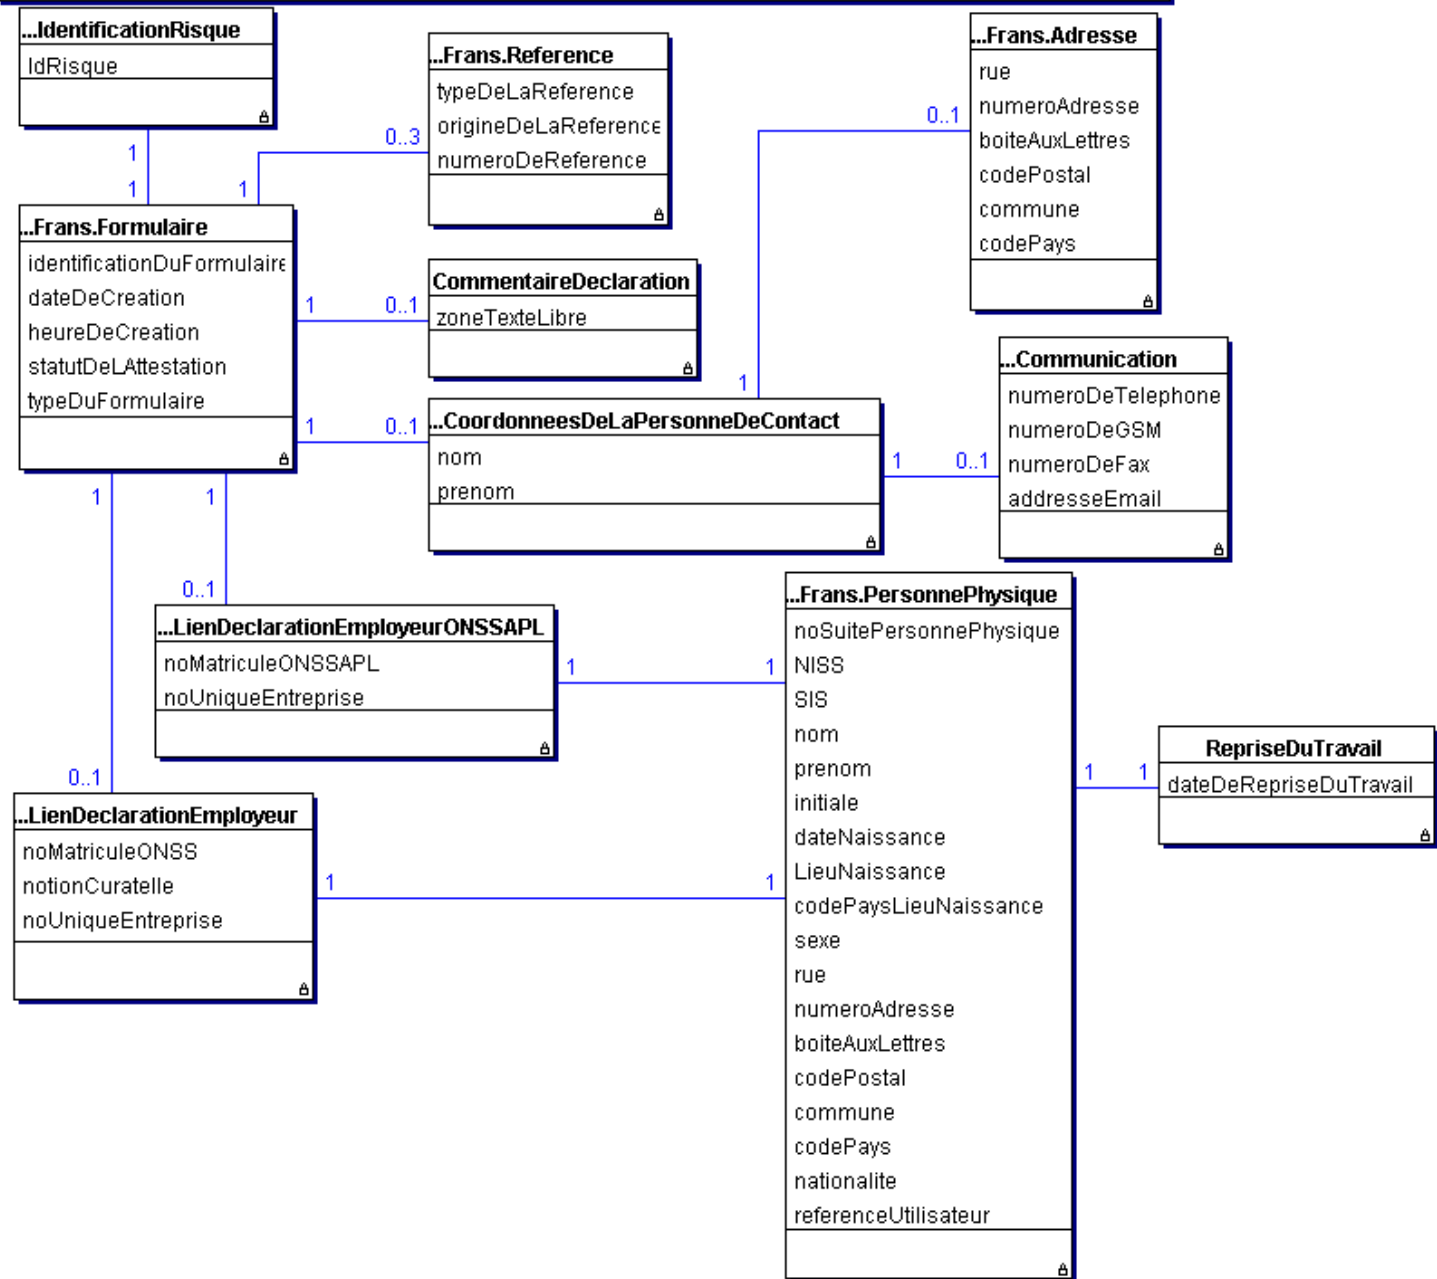 ...IdentificationRisque
IdRisque
1
1
...Frans.Reference
typeDeLaReference
origineDeLaReference
numeroDeReference
0..3
1
...Frans.Adresse
rue
numeroAdresse
boiteAuxLettres
codePostal
commune
codePays
0..1
1
...Frans.Formulaire
identificationDuFormulaire
dateDeCreation
heureDeCreation
statutDeLAttestation
typeDuFormulaire
CommentaireDeclaration
zoneTexteLibre
1
0..1
...CoordonneesDeLaPersonneDeContact
nom
prenom
1
0..1
...Communication
numeroDeTelephone
numeroDeGSM
numeroDeFax
addresseEmail
1
0..1
1
1
0..1
0..1
...LienDeclarationEmployeurONSSAPL
noMatriculeONSSAPL
noUniqueEntreprise
1
1
...LienDeclarationEmployeur
noMatriculeONSS
notionCuratelle
noUniqueEntreprise
1
1
...Frans.PersonnePhysique
noSuitePersonnePhysique
NISS
SIS
nom
prenom
initiale
dateNaissance
LieuNaissance
codePaysLieuNaissance
sexe
rue
numeroAdresse
boiteAuxLettres
codePostal
commune
codePays
nationalite
referenceUtilisateur
1
1
RepriseDuTravail
dateDeRepriseDuTravail